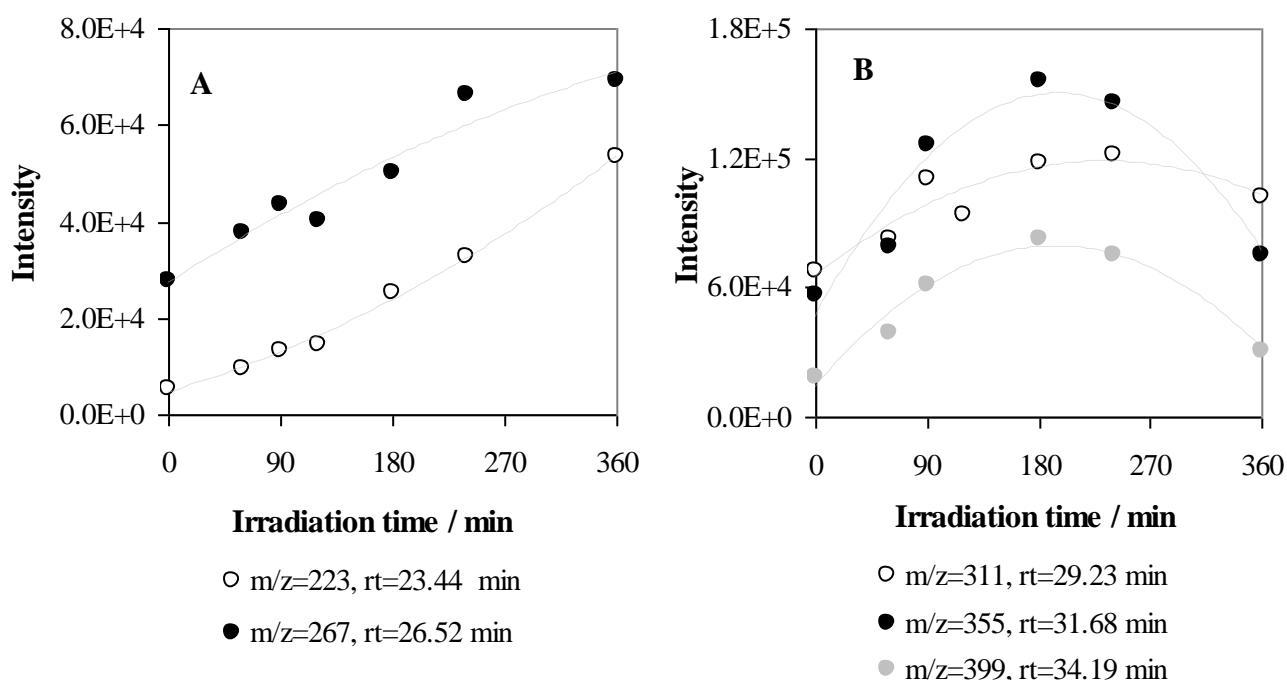 A
8.0E+4
6.0E+4
4.0E+4
2.0E+4
0.0E+0
Intensity
0 90 180 270 360
Irradiation time / min
m/z=223, rt=23.44 min
m/z=267, rt=26.52 min
B
1.8E+5
1.2E+5
6.0E+4
0.0E+0
Intensity
0 90 180 270 360
Irradiation time / min
m/z=311, rt=29.23 min
m/z=355, rt=31.68 min
m/z=399, rt=34.19 min